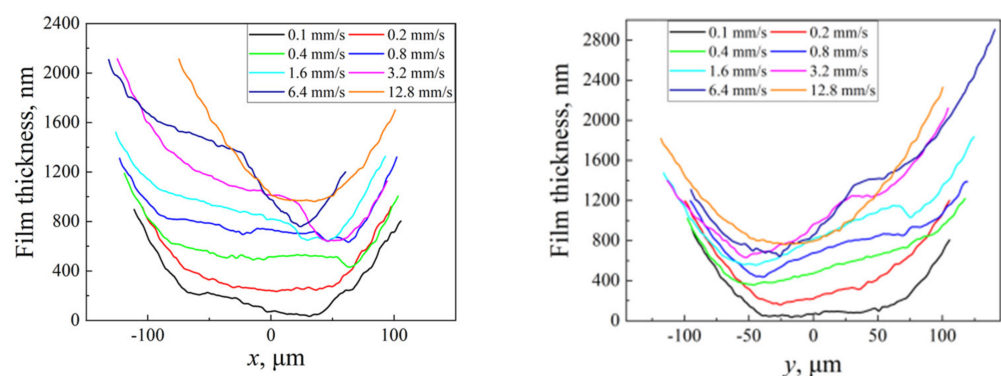 2400
2000
1600
1200
800
400
0
Film thickness, nm
0.1 mm/s 0.2 mm/s
0.4 mm/s 0.8 mm/s
1.6 mm/s 3.2 mm/s
6.4 mm/s 12.8 mm/s
-100 -50 0 50 100
x, μm
2800
2400
2000
1600
1200
800
400
0
Film thickness, nm
0.1 mm/s 0.2 mm/s
0.4 mm/s 0.8 mm/s
1.6 mm/s 3.2 mm/s
6.4 mm/s 12.8 mm/s
-100 -50 0 50 100
y, μm